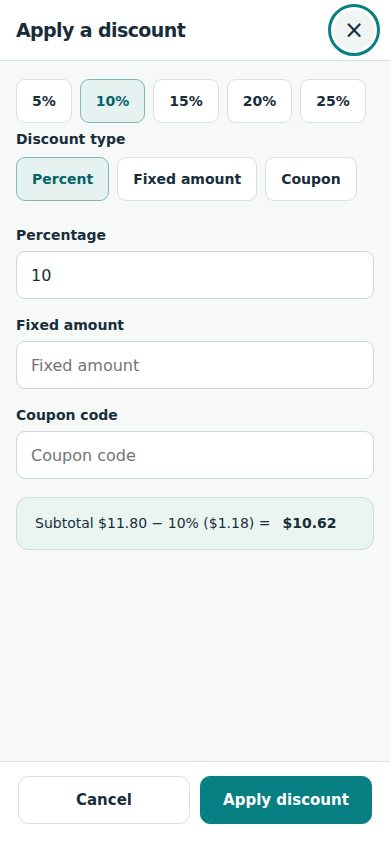 Apply a discount ×
5% 10% 15% 20% 25%
Discount type
Percent Fixed amount Coupon
Percentage
10
Fixed amount
Fixed amount
Coupon code
Coupon code
Subtotal $11.80 − 10% ($1.18) = $10.62
Cancel Apply discount